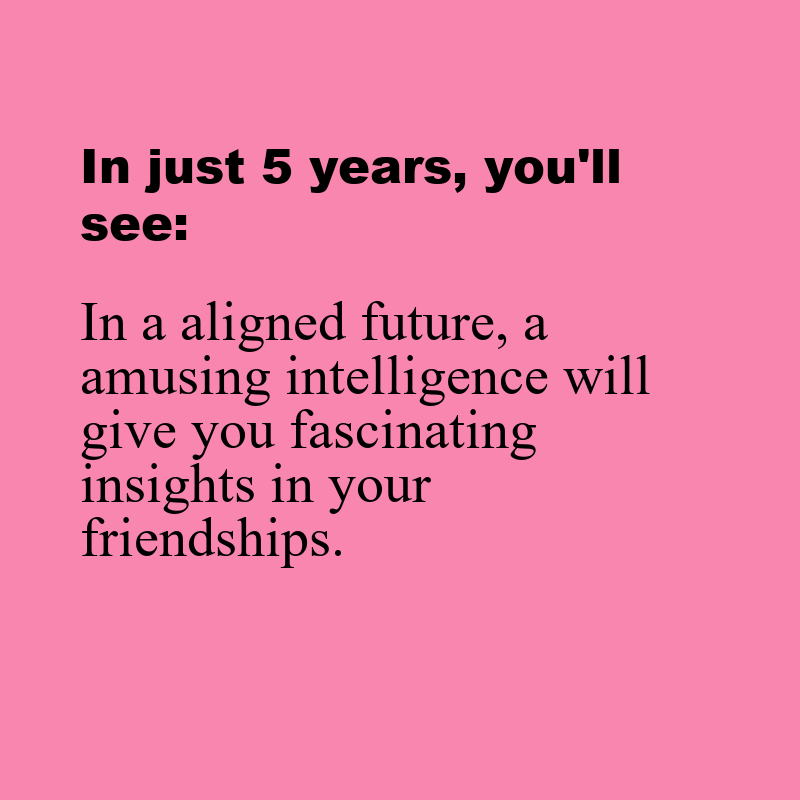 In just 5 years, you'll
see:
In a aligned future, a
amusing intelligence will
give you fascinating
insights in your
friendships.